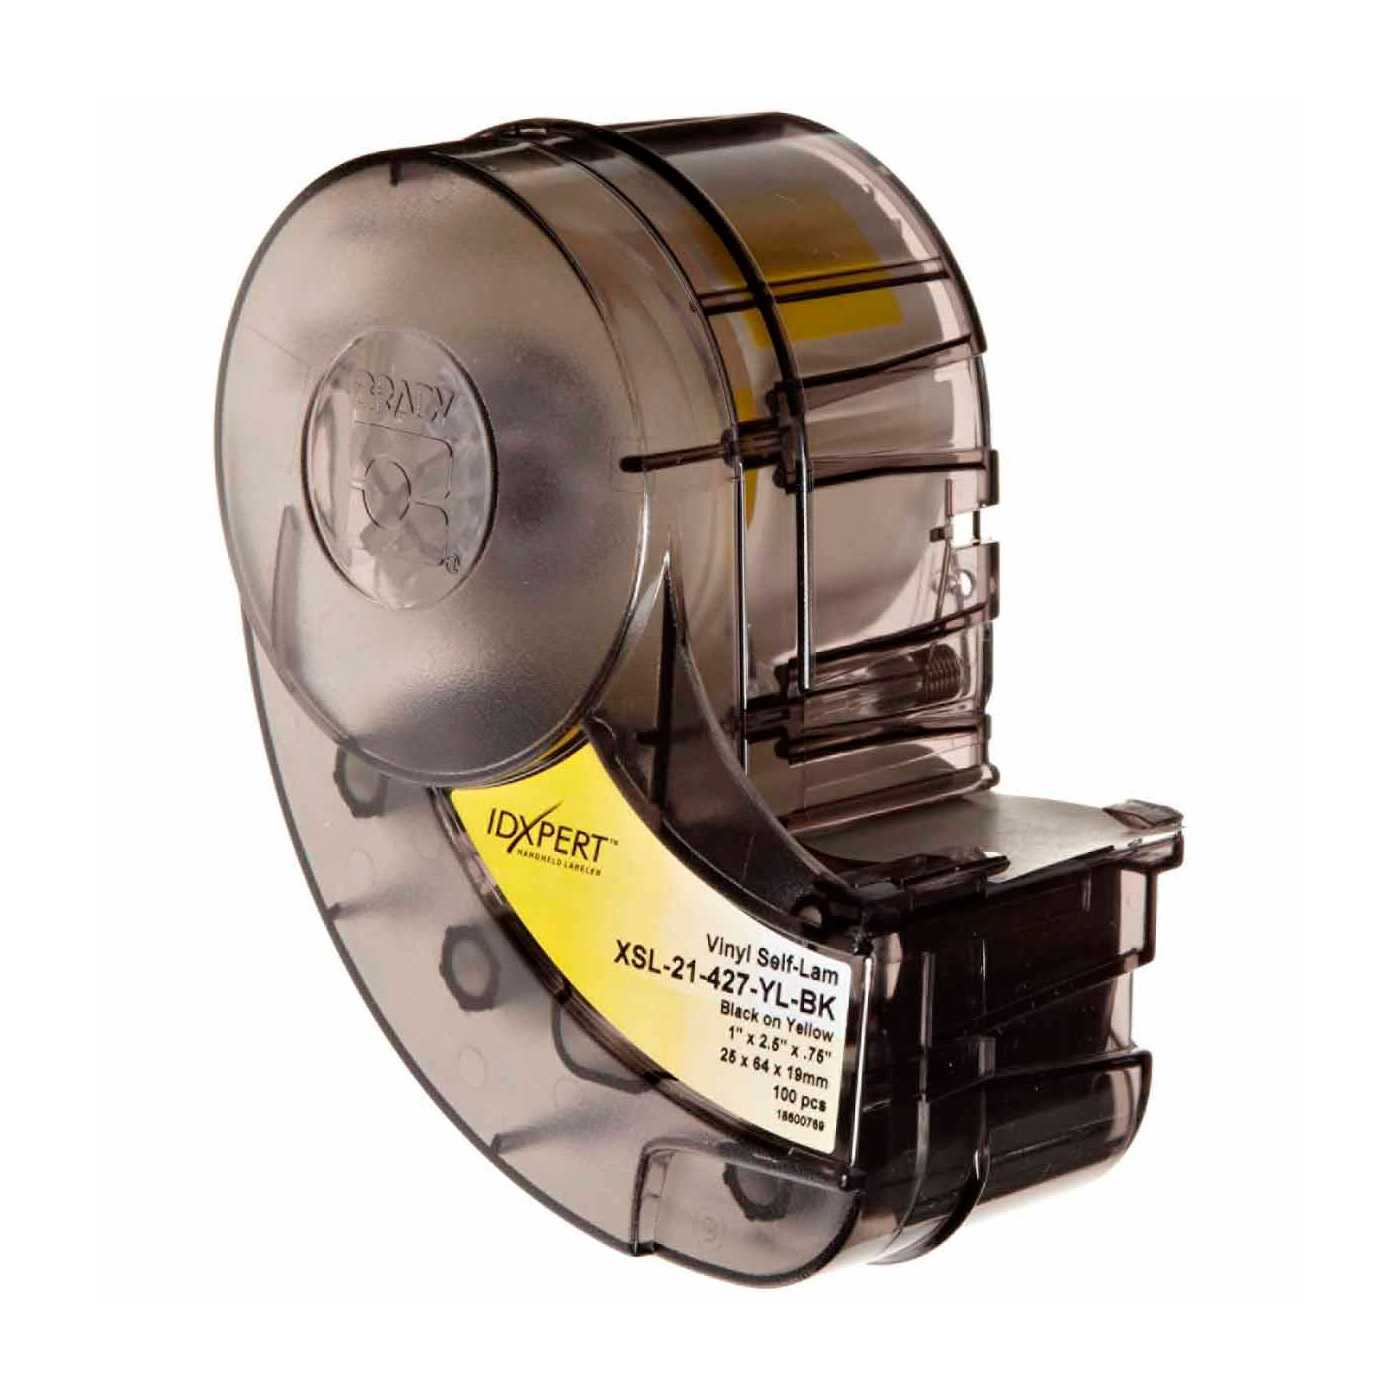 BRADY
®
IDXPERT™
HANDHELD LABELER
Vinyl Self-Lam
XSL-21-427-YL-BK
Black on Yellow
1" x 2.5" x .75"
25 x 64 x 19mm
100 pcs
18600769